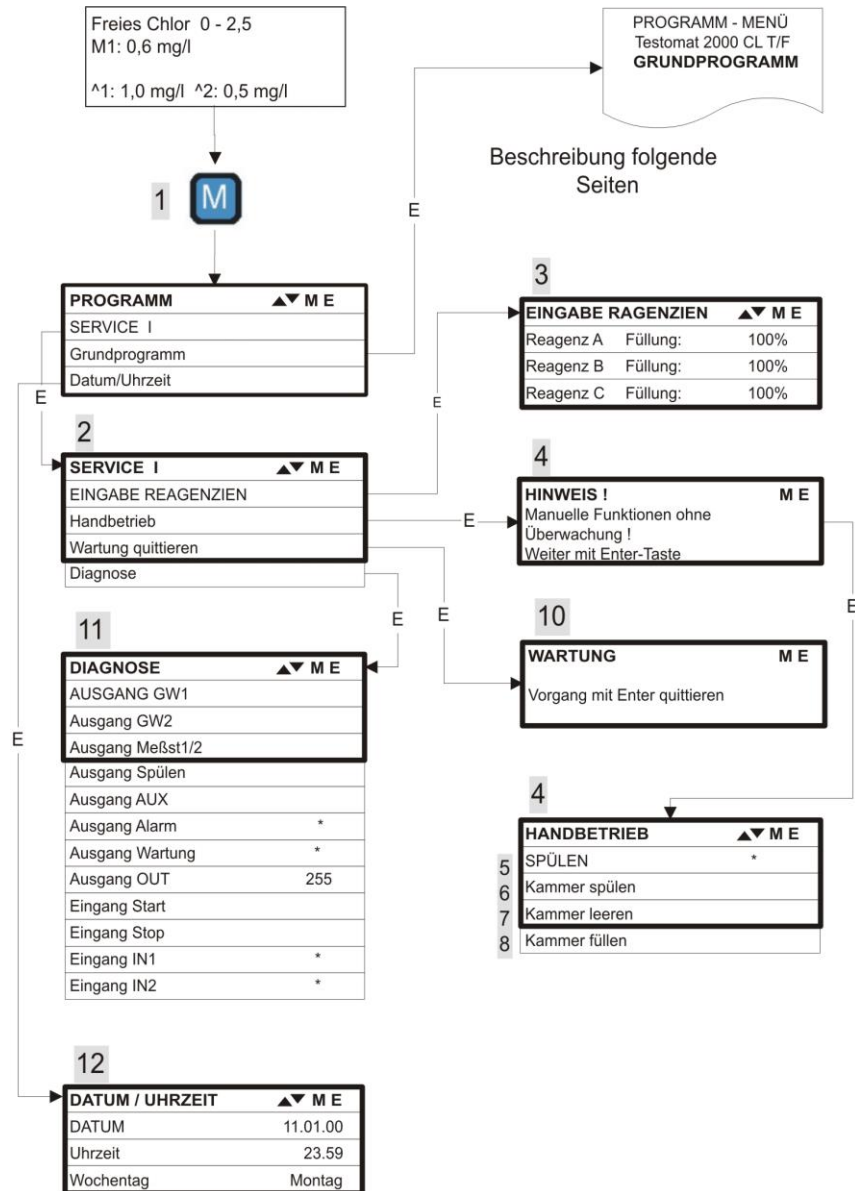 Freies Chlor 0 - 2,5
M1: 0,6 mg/l
^1: 1,0 mg/l ^2: 0,5 mg/l
PROGRAMM - MENÜ
Testomat 2000 CL T/F
GRUNDPROGRAMM
Beschreibung folgende
Seiten
1
M
E
PROGRAMM ▲▼ M E
SERVICE I
Grundprogramm
Datum/Uhrzeit
E
3
EINGABE RAGENZIEN ▲▼ M E
Reagenz A Füllung: 100%
Reagenz B Füllung: 100%
Reagenz C Füllung: 100%
E
2
SERVICE I ▲▼ M E
EINGABE REAGENZIEN
Handbetrieb
Wartung quittieren
Diagnose
E
4
HINWEIS ! M E
Manuelle Funktionen ohne
Überwachung !
Weiter mit Enter-Taste
E
E
E
10
WARTUNG M E
Vorgang mit Enter quittieren
11
DIAGNOSE ▲▼ M E
AUSGANG GW1
Ausgang GW2
Ausgang Meßst1/2
Ausgang Spülen
Ausgang AUX
Ausgang Alarm *
Ausgang Wartung *
Ausgang OUT 255
Eingang Start
Eingang Stop
Eingang IN1 *
Eingang IN2 *
E
4
HANDBETRIEB ▲▼ M E
5 SPÜLEN *
6 Kammer spülen
7 Kammer leeren
8 Kammer füllen
12
DATUM / UHRZEIT ▲▼ M E
DATUM 11.01.00
Uhrzeit 23.59
Wochentag Montag